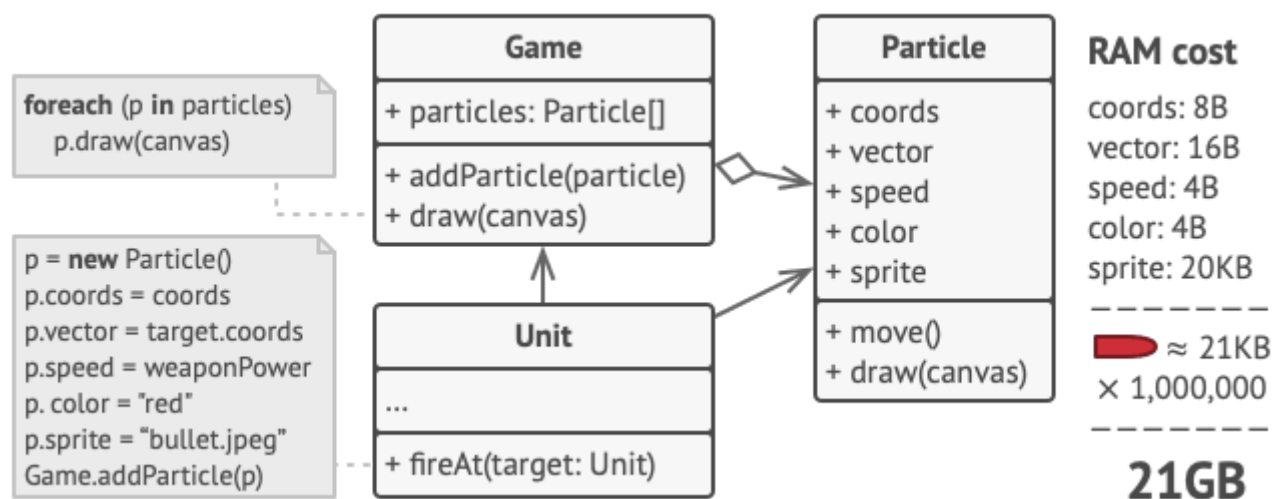 foreach (p in particles)
p.draw(canvas)
p = new Particle()
p.coords = coords
p.vector = target.coords
p.speed = weaponPower
p. color = "red"
p.sprite = “bullet.jpeg”
Game.addParticle(p)
Game
+ particles: Particle[]
+ addParticle(particle)
+ draw(canvas)
Unit
...
+ fireAt(target: Unit)
Particle
+ coords
+ vector
+ speed
+ color
+ sprite
+ move()
+ draw(canvas)
RAM cost
coords: 8B
vector: 16B
speed: 4B
color: 4B
sprite: 20KB
≈ 21KB
× 1,000,000
21GB